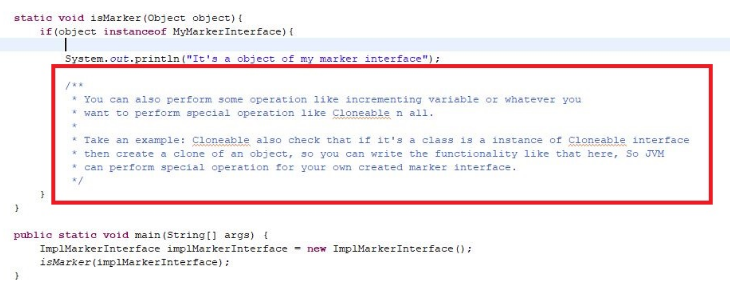 static void isMarker(Object object){
if(object instanceof MyMarkerInterface){
System.out.println("It's a object of my marker interface");
/**
* You can also perform some operation like incrementing variable or whatever you
* want to perform special operation like Cloneable n all.
*
* Take an example: Cloneable also check that if it's a class is a instance of Cloneable interface
* then create a clone of an object, so you can write the functionality like that here, So JVM
* can perform special operation for your own created marker interface.
*/
}
}
public static void main(String[] args) {
ImplMarkerInterface implMarkerInterface = new ImplMarkerInterface();
isMarker(implMarkerInterface);
}